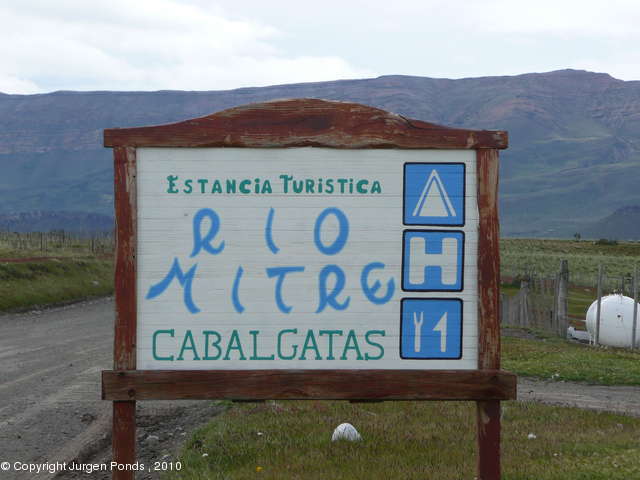 ESTANCIA TURISTICA
RIO
MITRE
CABALGATAS
H
© Copyright Jurgen Ponds , 2010